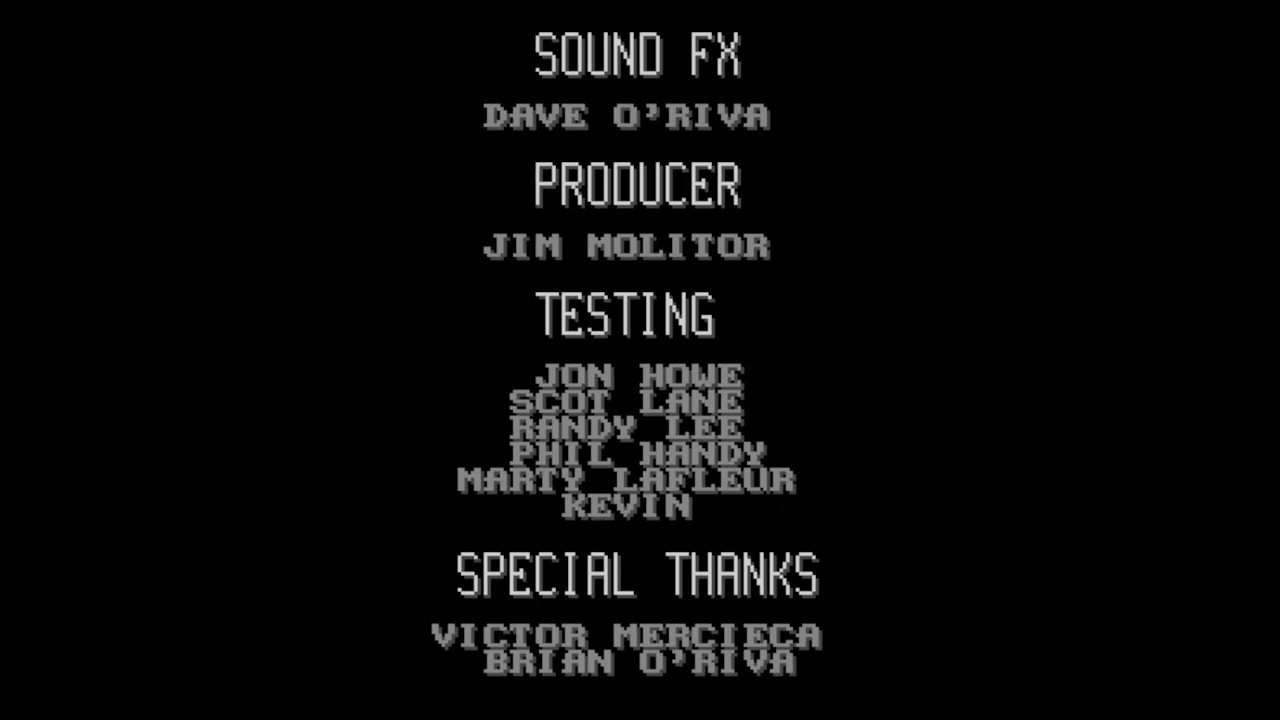 SOUND FX
DAVE O'RIVA
PRODUCER
JIM MOLITOR
TESTING
JON HOWE
SCOT LANE
RANDY LEE
PHIL HANDY
MARTY LAFLEUR
KEVIN
SPECIAL THANKS
VICTOR MERCIECA
BRIAN O'RIVA